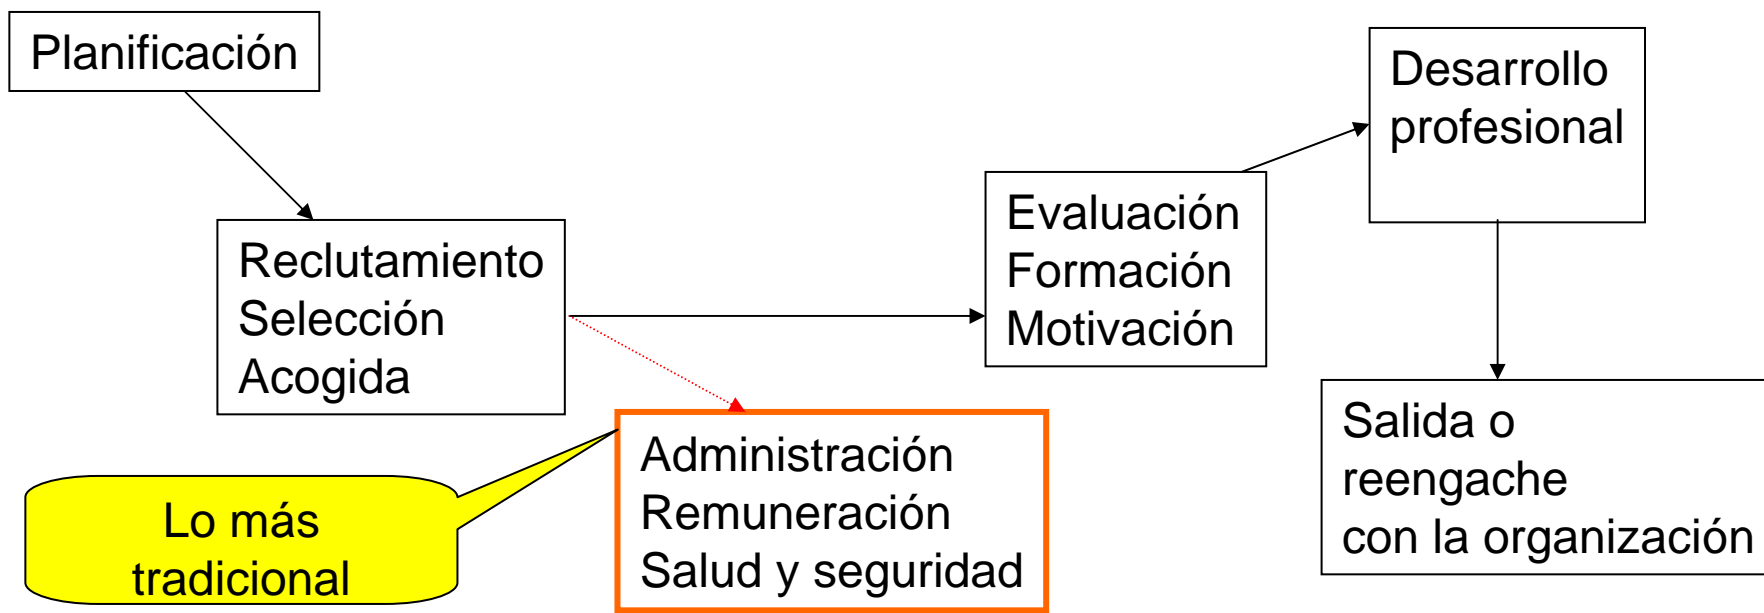 Planificación
Reclutamiento
Selección
Acogida
Lo más
tradicional
Administración
Remuneración
Salud y seguridad
Evaluación
Formación
Motivación
Desarrollo
profesional
Salida o
reengache
con la organización